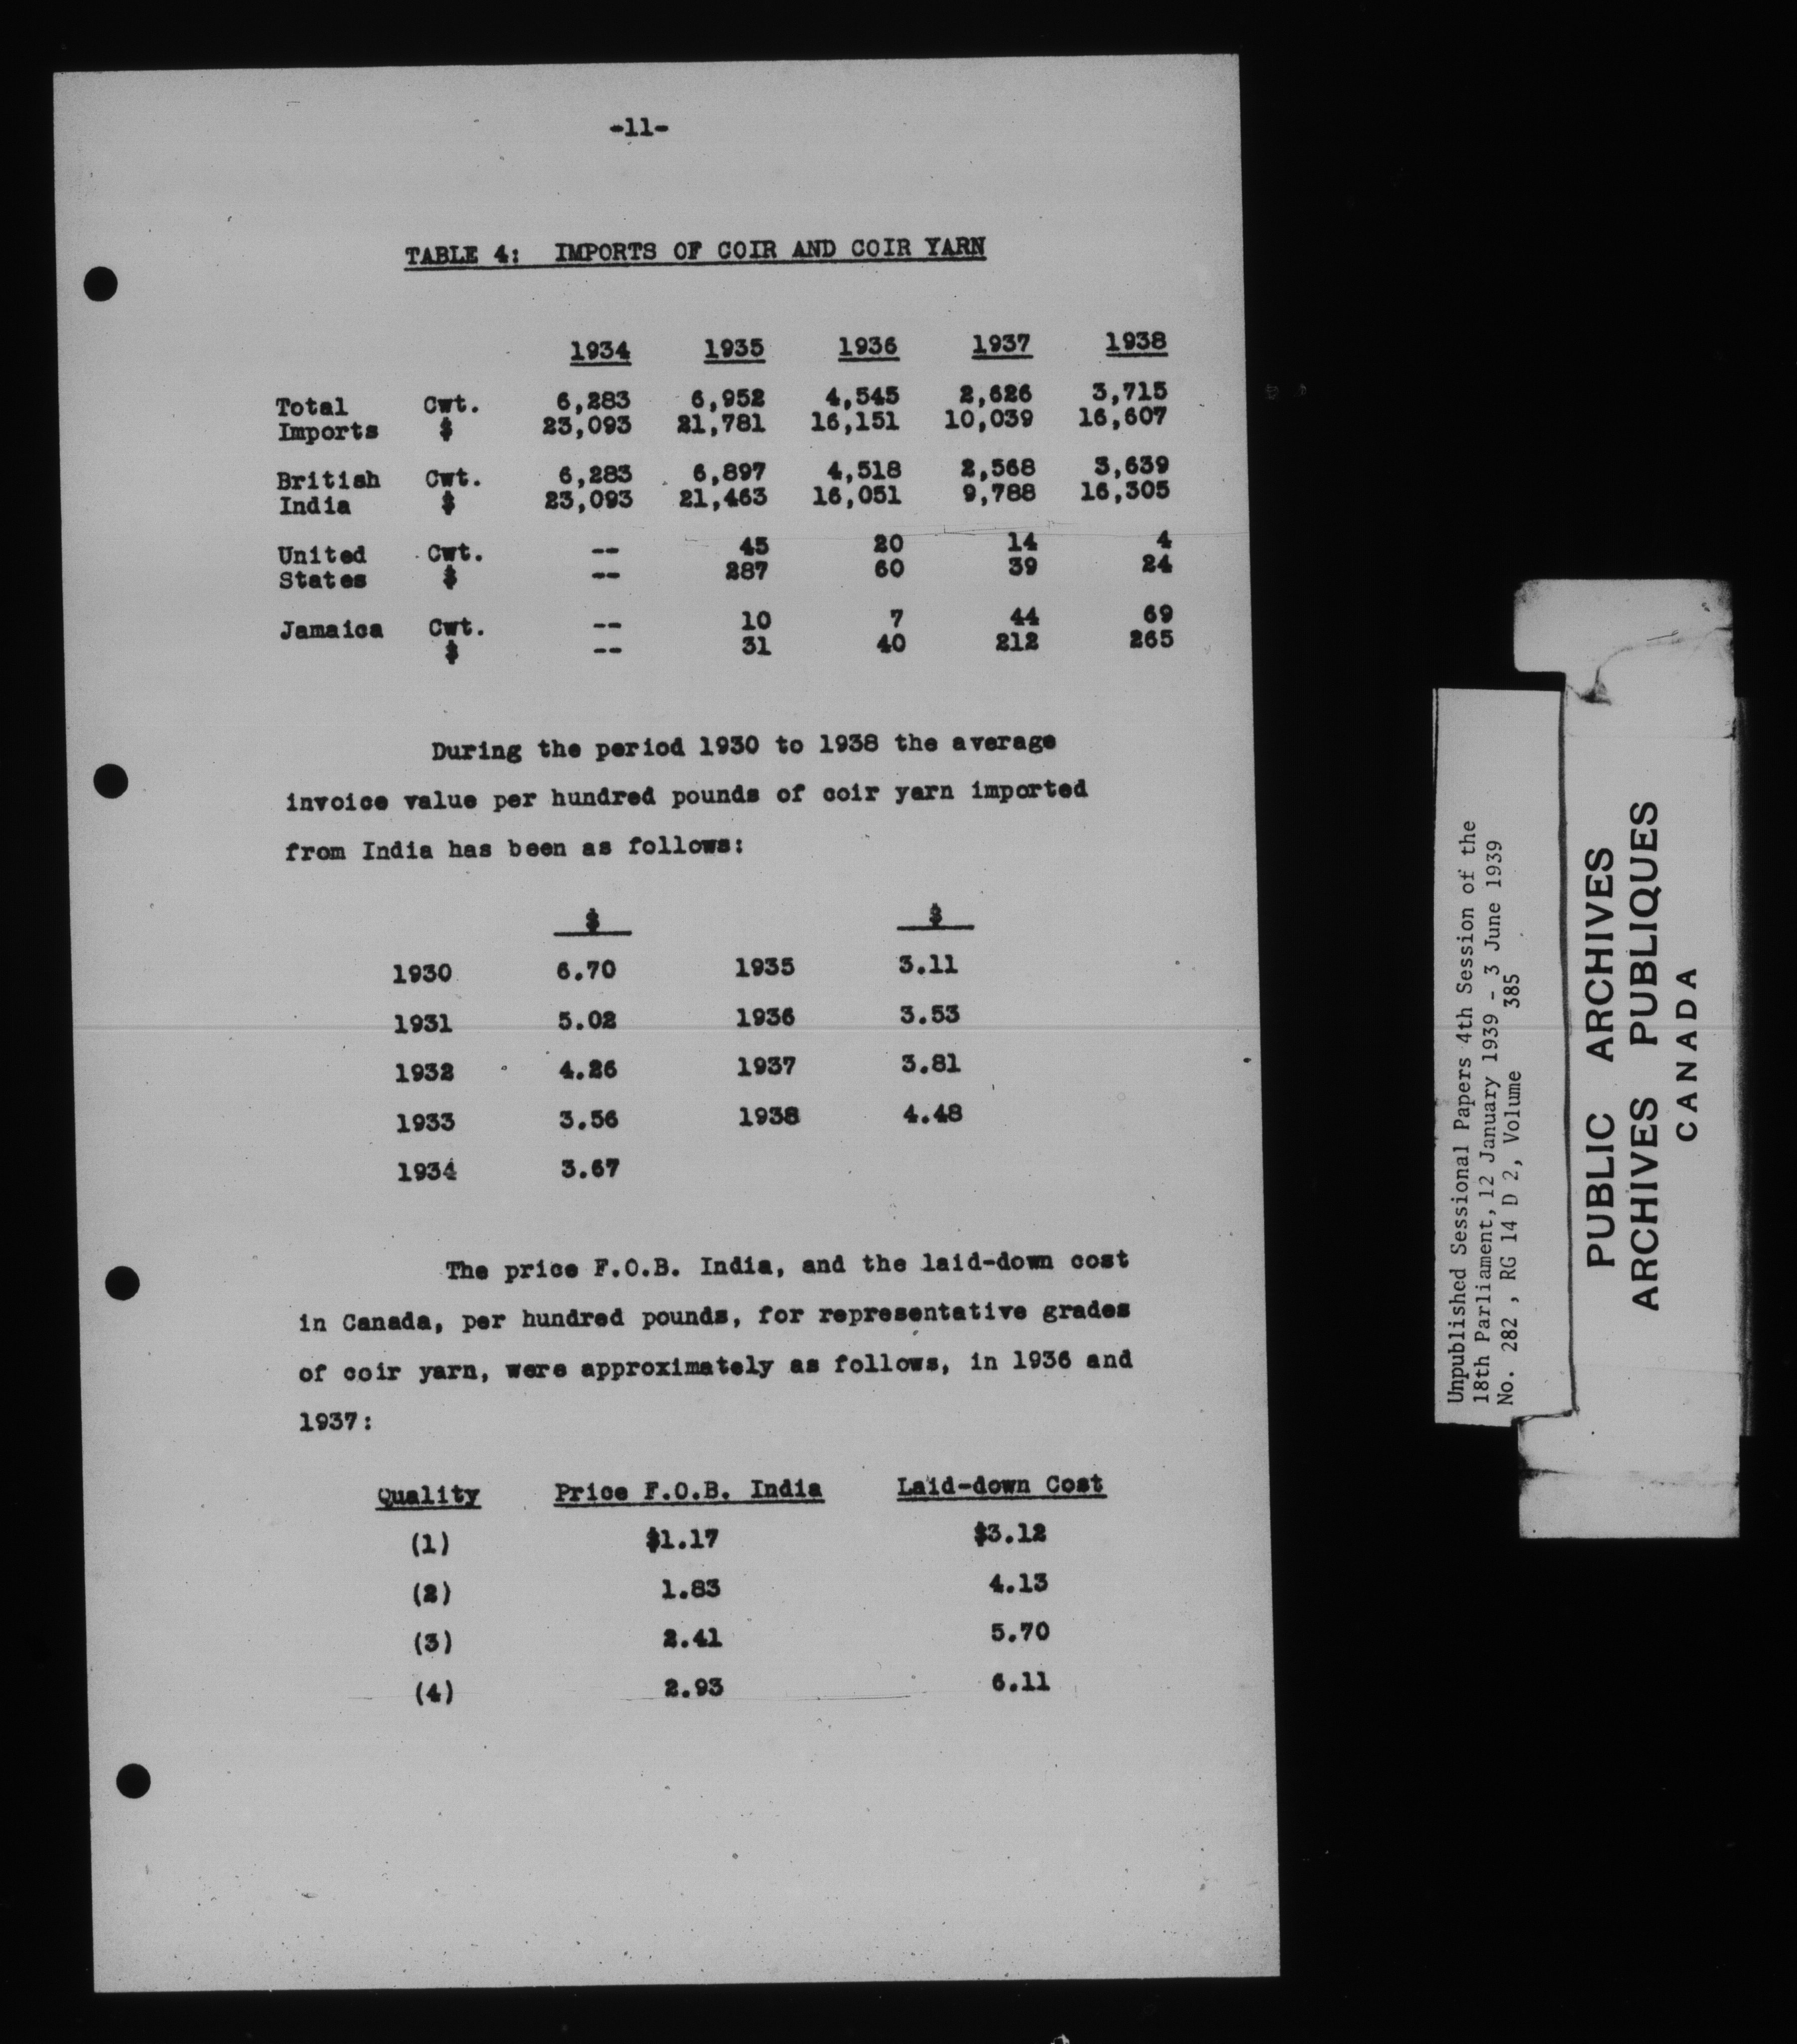 -11-
TABLE 4: IMPORTS OF COIR AND COIR YARN
1934 1935 1936 1937 1938
Total Cwt. 6,283 6,952 4,545 2,626 3,715
Imports $ 23,093 21,781 16,151 10,039 16,607
British Cwt. 6,283 6,897 4,518 2,568 3,639
India $ 23,093 21,463 16,051 9,788 16,305
United Cwt. -- 45 20 14 4
States $ -- 287 60 39 24
Jamaica Cwt. -- 10 7 44 69
$ -- 31 40 212 265
During the period 1930 to 1938 the average
invoice value per hundred pounds of coir yarn imported
from India has been as follows:
$ $
1930 6.70 1935 3.11
1931 5.02 1936 3.53
1932 4.26 1937 3.81
1933 3.56 1938 4.48
1934 3.67
The price F.O.B. India, and the laid-down cost
in Canada, per hundred pounds, for representative grades
of coir yarn, were approximately as follows, in 1936 and
1937:
Quality Price F.O.B. India Laid-down Cost
(1) $1.17 $3.12
(2) 1.83 4.13
(3) 2.41 5.70
(4) 2.93 6.11
Unpublished Sessional Papers 4th Session of the
18th Parliament, 12 January 1939 - 3 June 1939
No. 282 , RG 14 D 2, Volume 385
PUBLIC ARCHIVES
ARCHIVES PUBLIQUES
CANADA